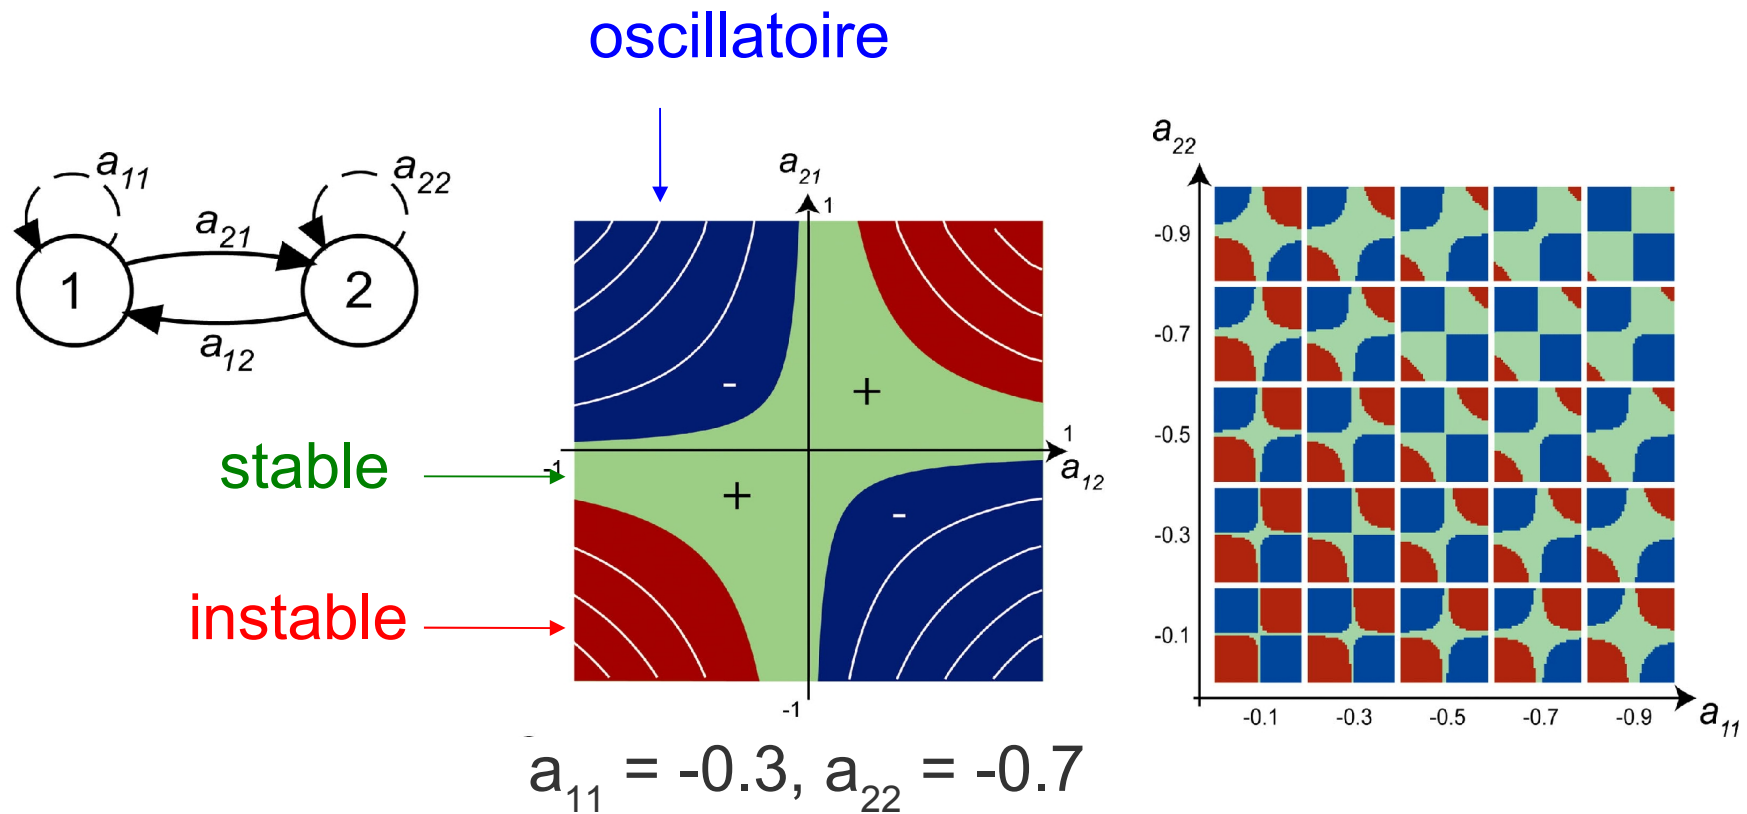 oscillatoire
a11
a22
a21
1
2
a12
stable
instable
a21
1
-
+
1
-1
a12
+
-
-1
a11 = -0.3, a22 = -0.7
a22
-0.9
-0.7
-0.5
-0.3
-0.1
-0.1 -0.3 -0.5 -0.7 -0.9
a11